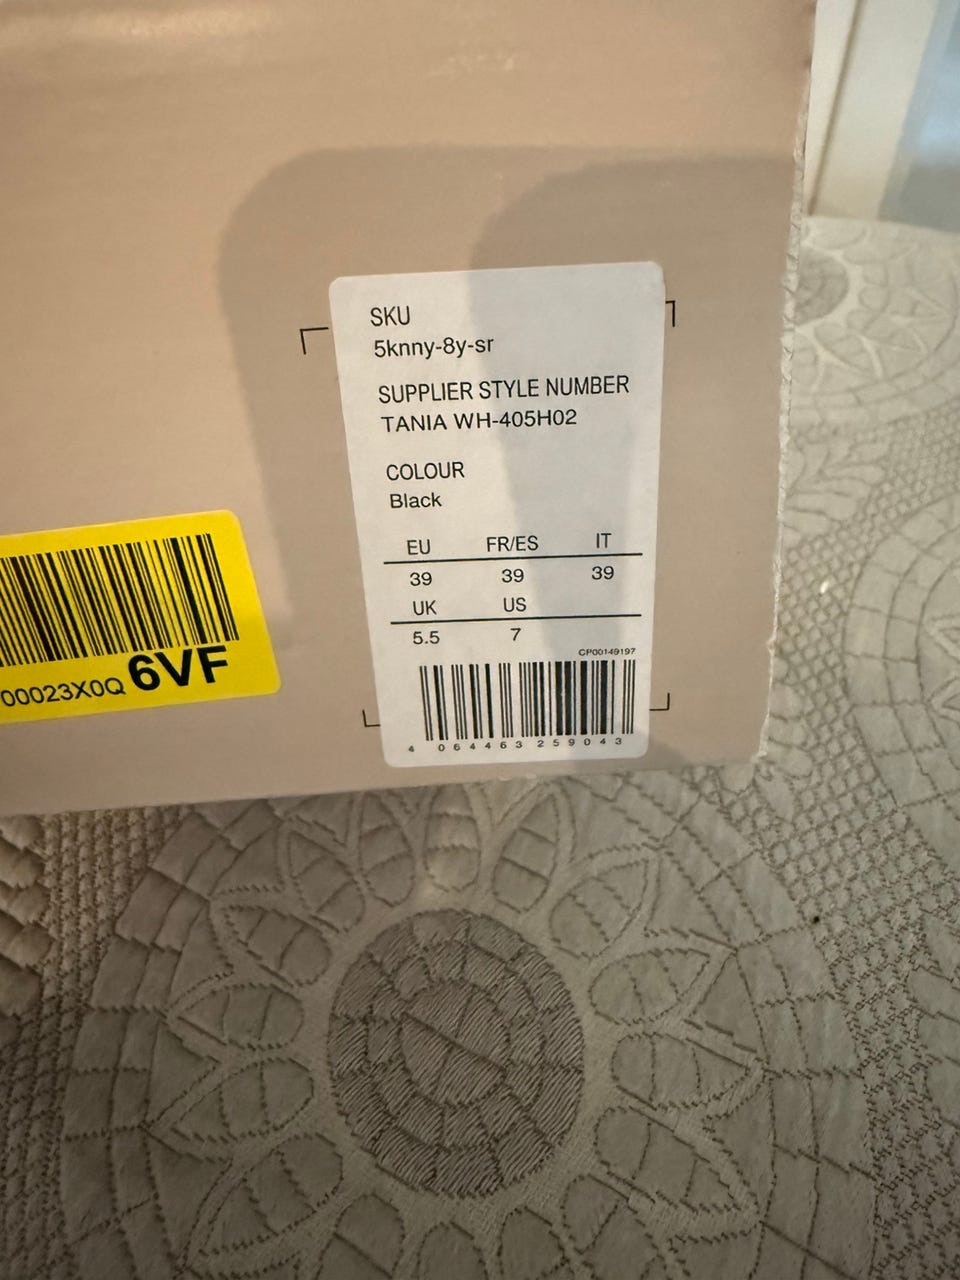 SKU
5knny-8y-sr
SUPPLIER STYLE NUMBER
TANIA WH-405H02
COLOUR
Black
EU FR/ES IT
39 39 39
UK US
5.5 7
CP00149197
4 064463 259043
00023X0Q 6VF